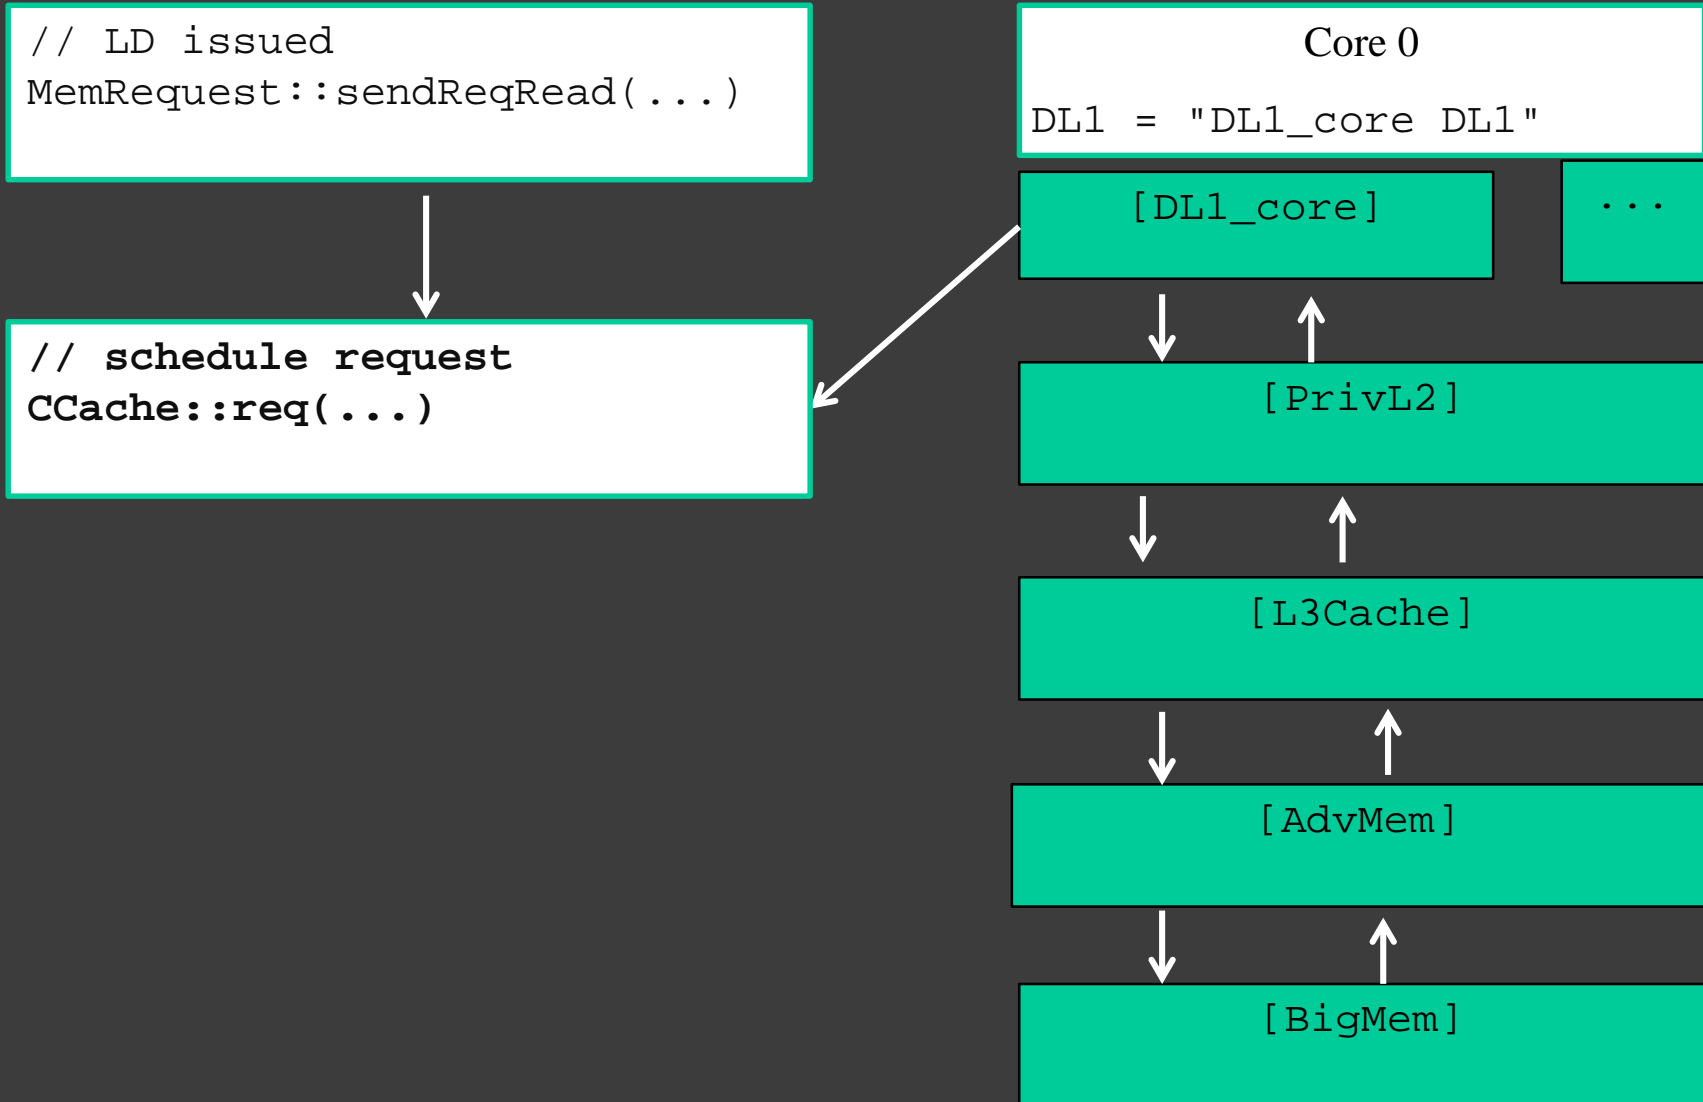 // LD issued
MemRequest::sendReqRead(...)
// schedule request
CCache::req(...)
Core 0
DL1 = "DL1_core DL1"
[DL1_core]
...
[PrivL2]
[L3Cache]
[AdvMem]
[BigMem]